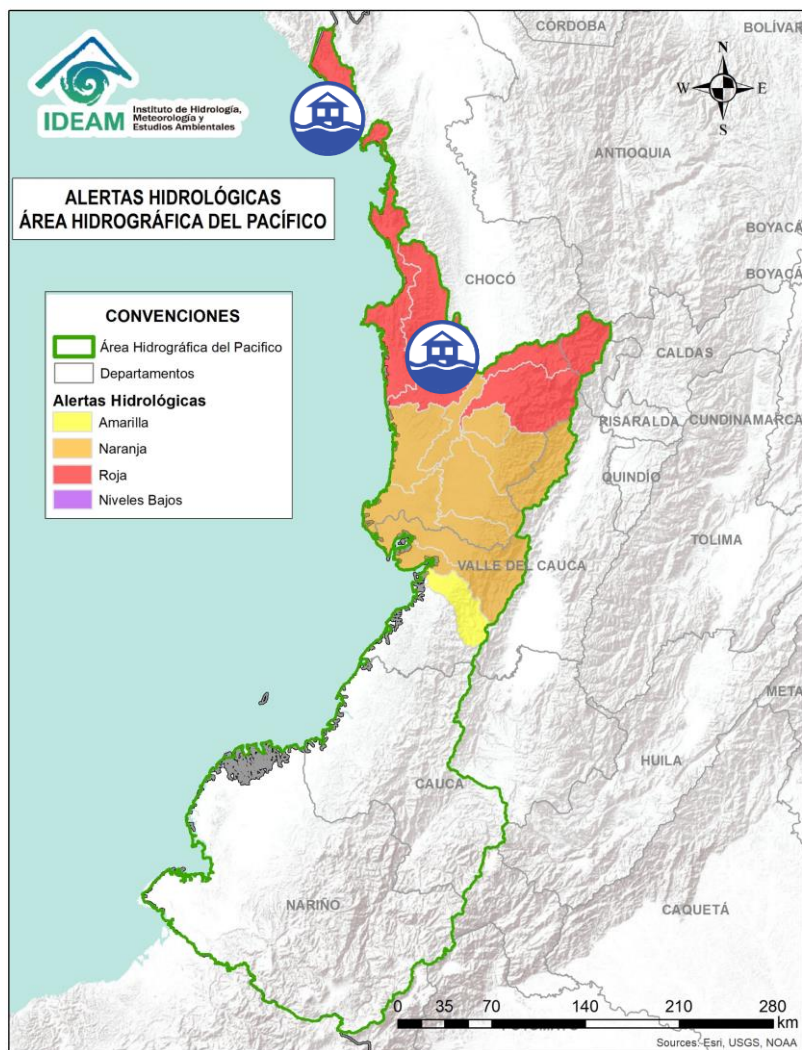 IDEAM
Instituto de Hidrología,
Meteorología y
Estudios Ambientales
ALERTAS HIDROLÓGICAS
ÁREA HIDROGRÁFICA DEL PACÍFICO
CONVENCIONES
Área Hidrográfica del Pacifico
Departamentos
Alertas Hidrológicas
Amarilla
Naranja
Roja
Niveles Bajos
N
W
E
S
CÓRDOBA
BOLÍVAR
ANTIOQUIA
BOYACÁ
BOYACÁ
CHOCÓ
CALDAS
RISARALDA
CUNDINAMARCA
QUINDÍO
TOLIMA
VALLE DEL CAUCA
META
HUILA
CAUCA
NARIÑO
CAQUETÁ
0 35 70 140 210 280
km
Sources: Esri, USGS, NOAA